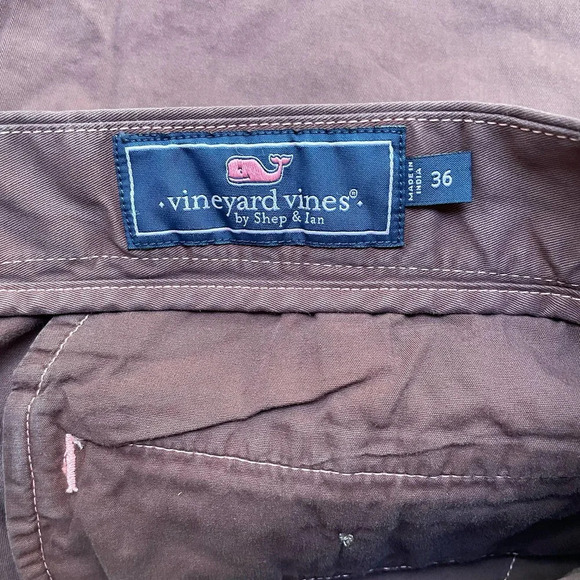 · vineyard vines® ·
by Shep & Ian
MADE IN
INDIA
36